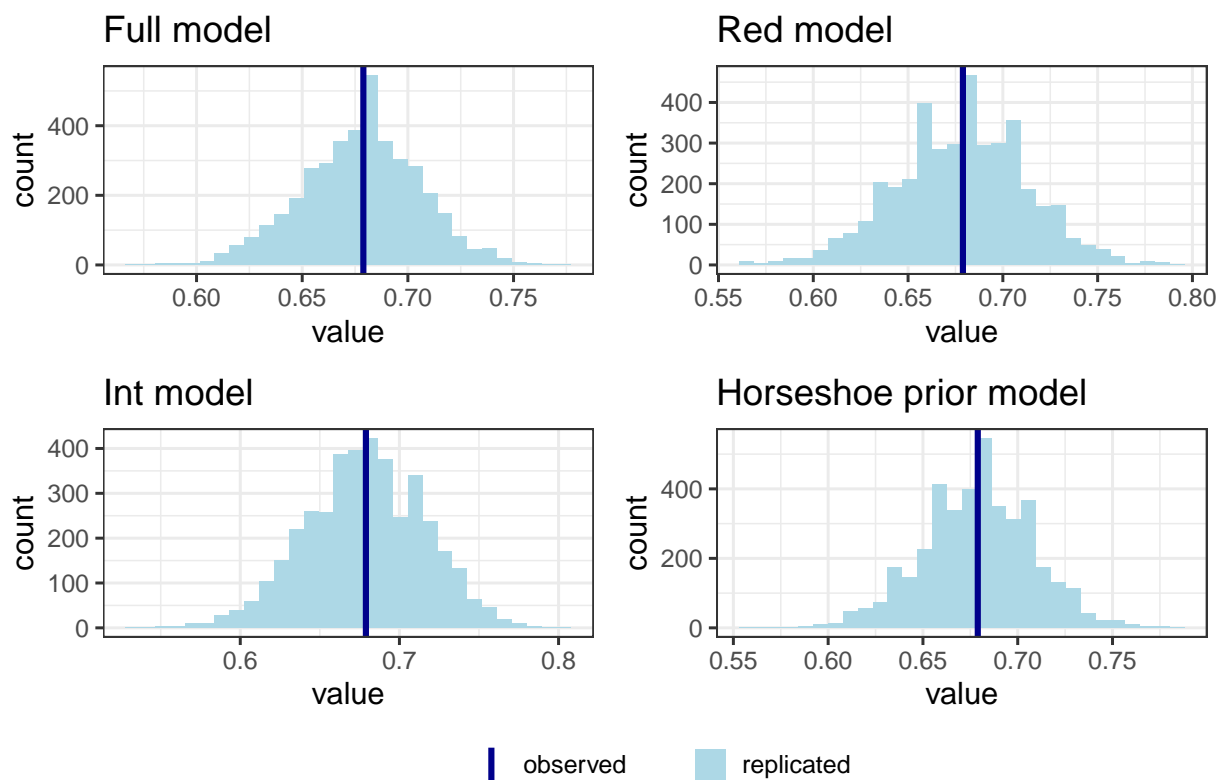 Full model
count
400
200
0
0.60 0.65 0.70 0.75
value
Red model
count
400
300
200
100
0
0.55 0.60 0.65 0.70 0.75 0.80
value
Int model
count
400
300
200
100
0
0.6 0.7 0.8
value
Horseshoe prior model
count
400
200
0
0.55 0.60 0.65 0.70 0.75
value
observed replicated